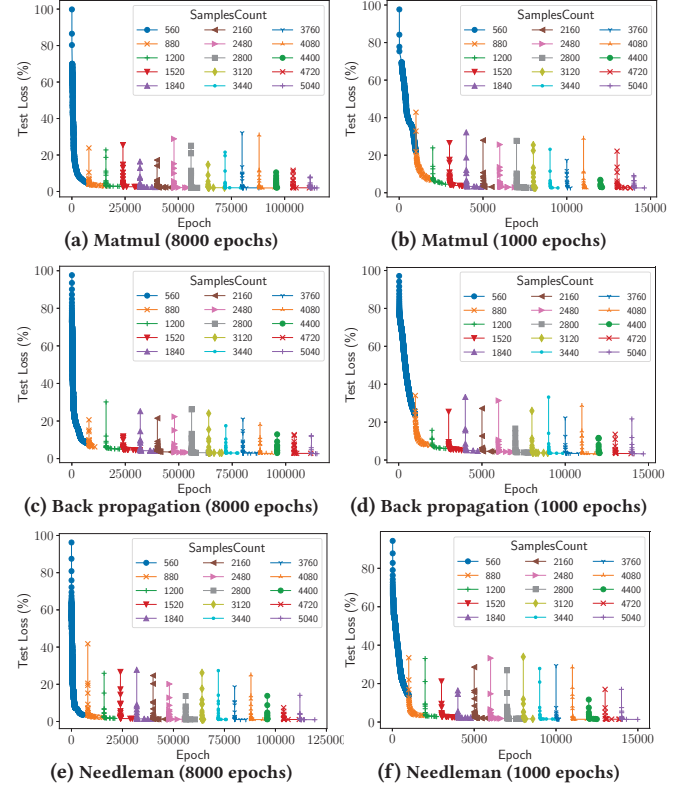 100
80
60
40
20
0
Test Loss (%)
SamplesCount
560 2160 3760
880 2480 4080
1200 2800 4400
1520 3120 4720
1840 3440 5040
0 25000 50000 75000 100000
Epoch
(a) Matmul (8000 epochs)
100
80
60
40
20
0
Test Loss (%)
SamplesCount
560 2160 3760
880 2480 4080
1200 2800 4400
1520 3120 4720
1840 3440 5040
0 5000 10000 15000
Epoch
(b) Matmul (1000 epochs)
100
80
60
40
20
0
Test Loss (%)
SamplesCount
560 2160 3760
880 2480 4080
1200 2800 4400
1520 3120 4720
1840 3440 5040
0 25000 50000 75000 100000
Epoch
(c) Back propagation (8000 epochs)
100
80
60
40
20
0
Test Loss (%)
SamplesCount
560 2160 3760
880 2480 4080
1200 2800 4400
1520 3120 4720
1840 3440 5040
0 5000 10000 15000
Epoch
(d) Back propagation (1000 epochs)
100
80
60
40
20
0
Test Loss (%)
SamplesCount
560 2160 3760
880 2480 4080
1200 2800 4400
1520 3120 4720
1840 3440 5040
0 25000 50000 75000 100000 125000
Epoch
(e) Needleman (8000 epochs)
80
60
40
20
0
Test Loss (%)
SamplesCount
560 2160 3760
880 2480 4080
1200 2800 4400
1520 3120 4720
1840 3440 5040
0 5000 10000 15000
Epoch
(f) Needleman (1000 epochs)